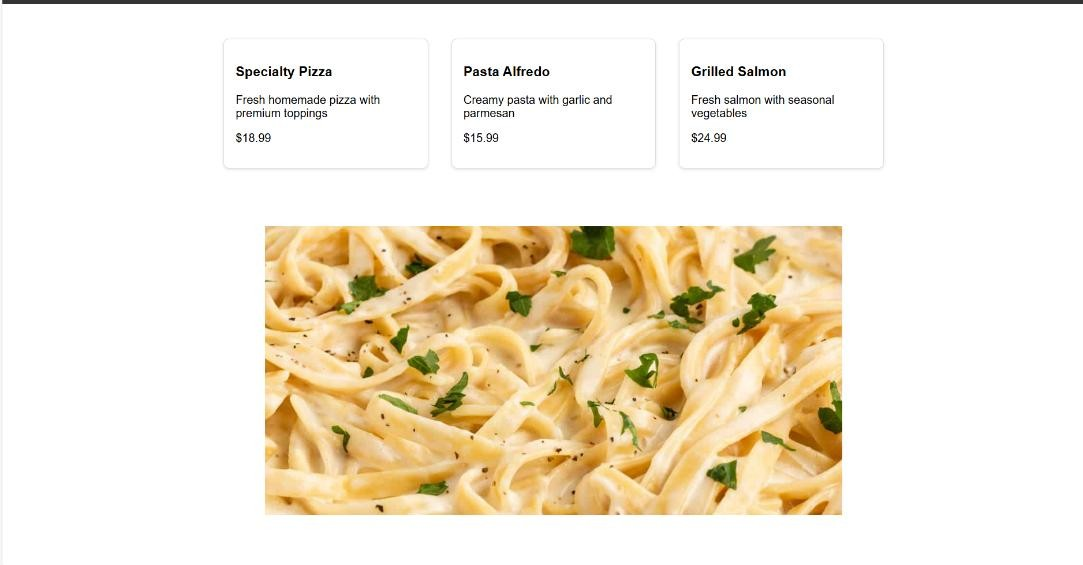 Specialty Pizza
Fresh homemade pizza with
premium toppings
$18.99
Pasta Alfredo
Creamy pasta with garlic and
parmesan
$15.99
Grilled Salmon
Fresh salmon with seasonal
vegetables
$24.99